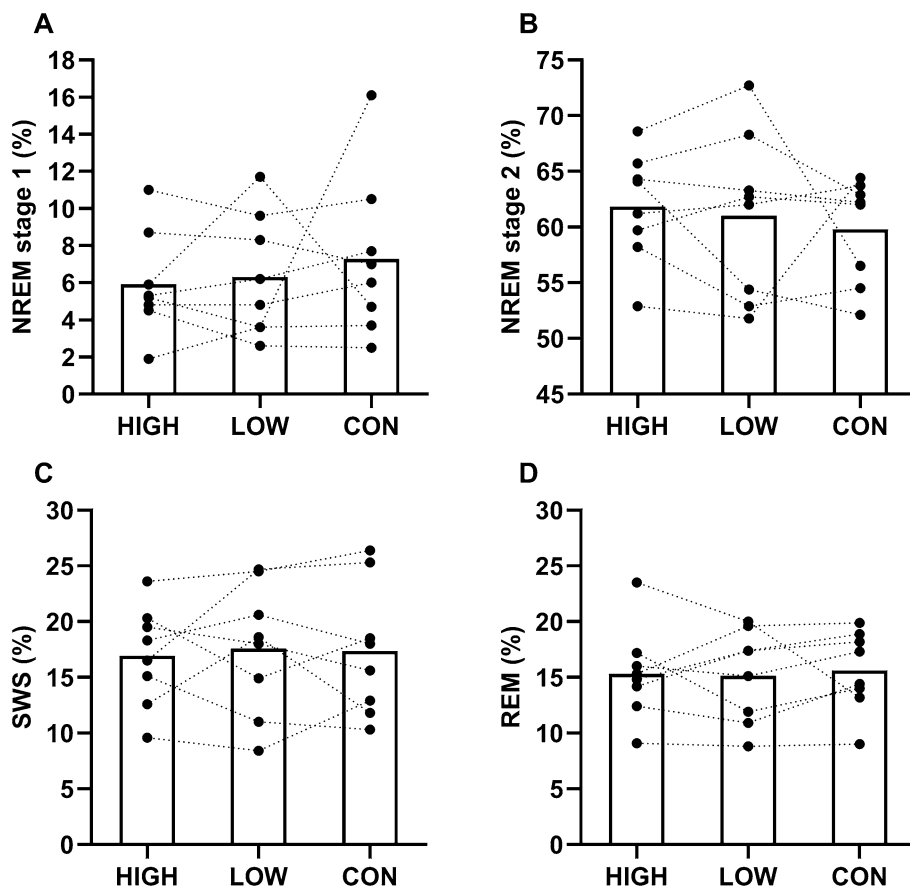 A
NREM stage 1 (%)
18
16
14
12
10
8
6
4
2
0
HIGH LOW CON
B
NREM stage 2 (%)
75
70
65
60
55
50
45
HIGH LOW CON
C
SWS (%)
30
25
20
15
10
5
0
HIGH LOW CON
D
REM (%)
30
25
20
15
10
5
0
HIGH LOW CON